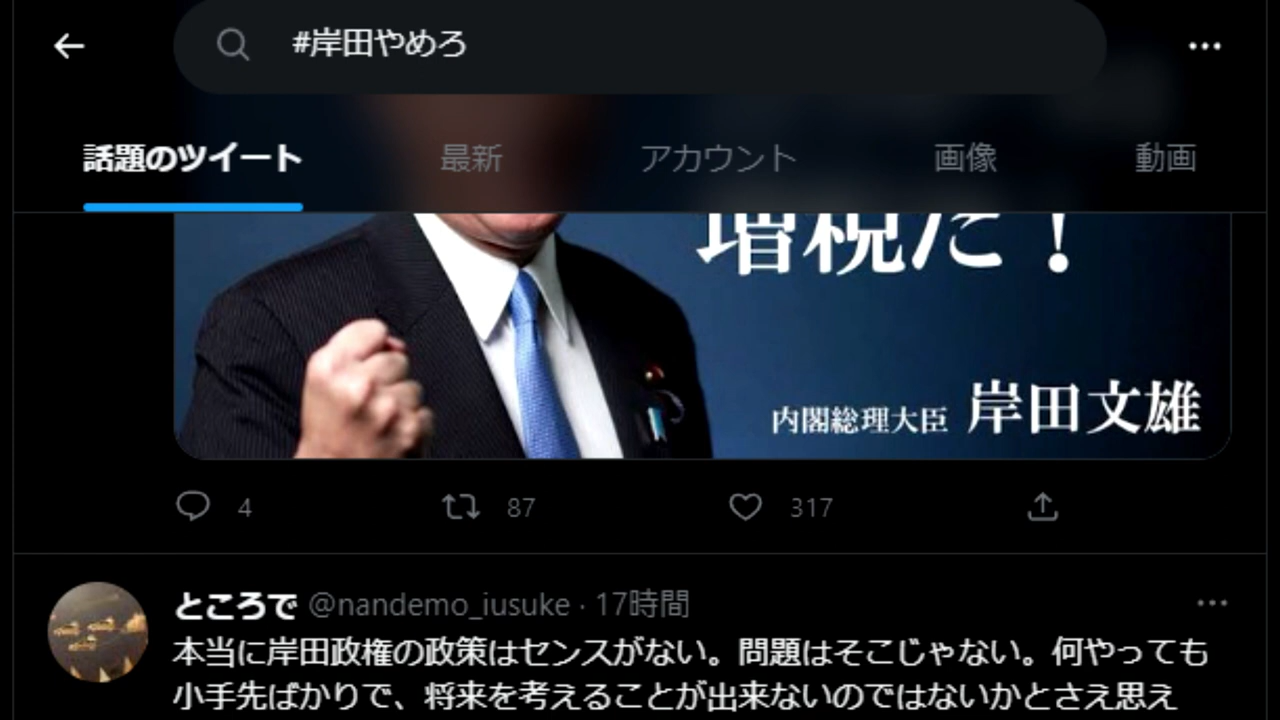 #岸田やめろ
話題のツイート 最新 アカウント 画像 動画
増税だ！
内閣総理大臣 岸田文雄
4 87 317
ところで @nandemo_iusuke · 17時間
本当に岸田政権の政策はセンスがない。問題はそこじゃない。何やっても
小手先ばかりで、将来を考えることが出来ないのではないかとさえ思え